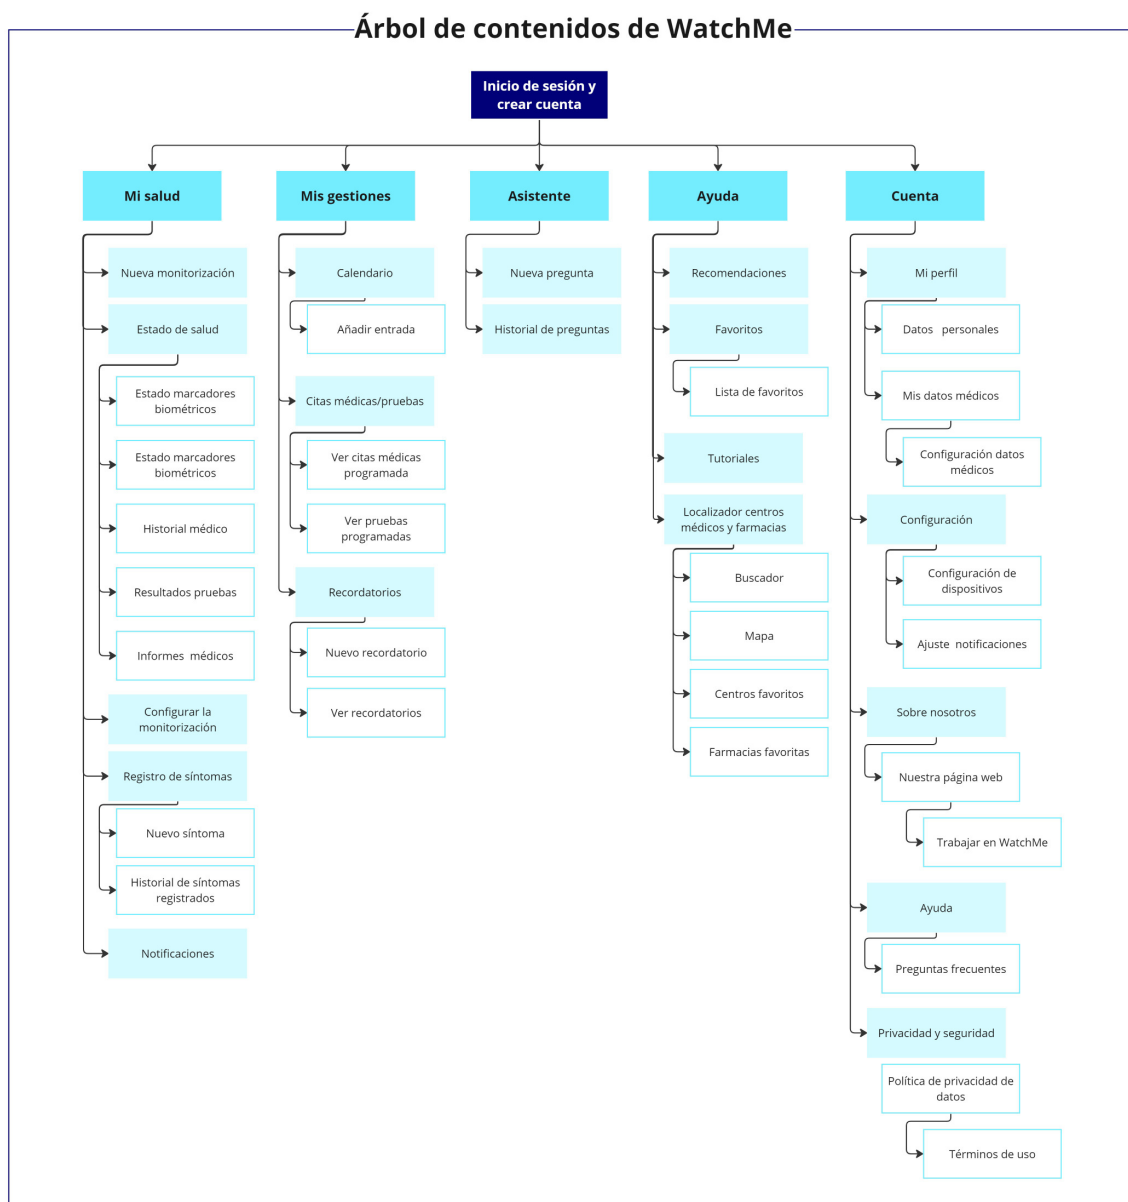 Árbol de contenidos de WatchMe
Inicio de sesión y
crear cuenta
Mi salud
Nueva monitorización
Estado de salud
Estado marcadores
biométricos
Estado marcadores
biométricos
Historial médico
Resultados pruebas
Informes médicos
Configurar la
monitorización
Registro de síntomas
Nuevo síntoma
Historial de síntomas
registrados
Notificaciones
Mis gestiones
Calendario
Añadir entrada
Citas médicas/pruebas
Ver citas médicas
programada
Ver pruebas
programadas
Recordatorios
Nuevo recordatorio
Ver recordatorios
Asistente
Nueva pregunta
Historial de preguntas
Ayuda
Recomendaciones
Favoritos
Lista de favoritos
Tutoriales
Localizador centros
médicos y farmacias
Buscador
Mapa
Centros favoritos
Farmacias favoritas
Cuenta
Mi perfil
Datos personales
Mis datos médicos
Configuración datos
médicos
Configuración
Configuración de
dispositivos
Ajuste notificaciones
Sobre nosotros
Nuestra página web
Trabajar en WatchMe
Ayuda
Preguntas frecuentes
Privacidad y seguridad
Política de privacidad de
datos
Términos de uso